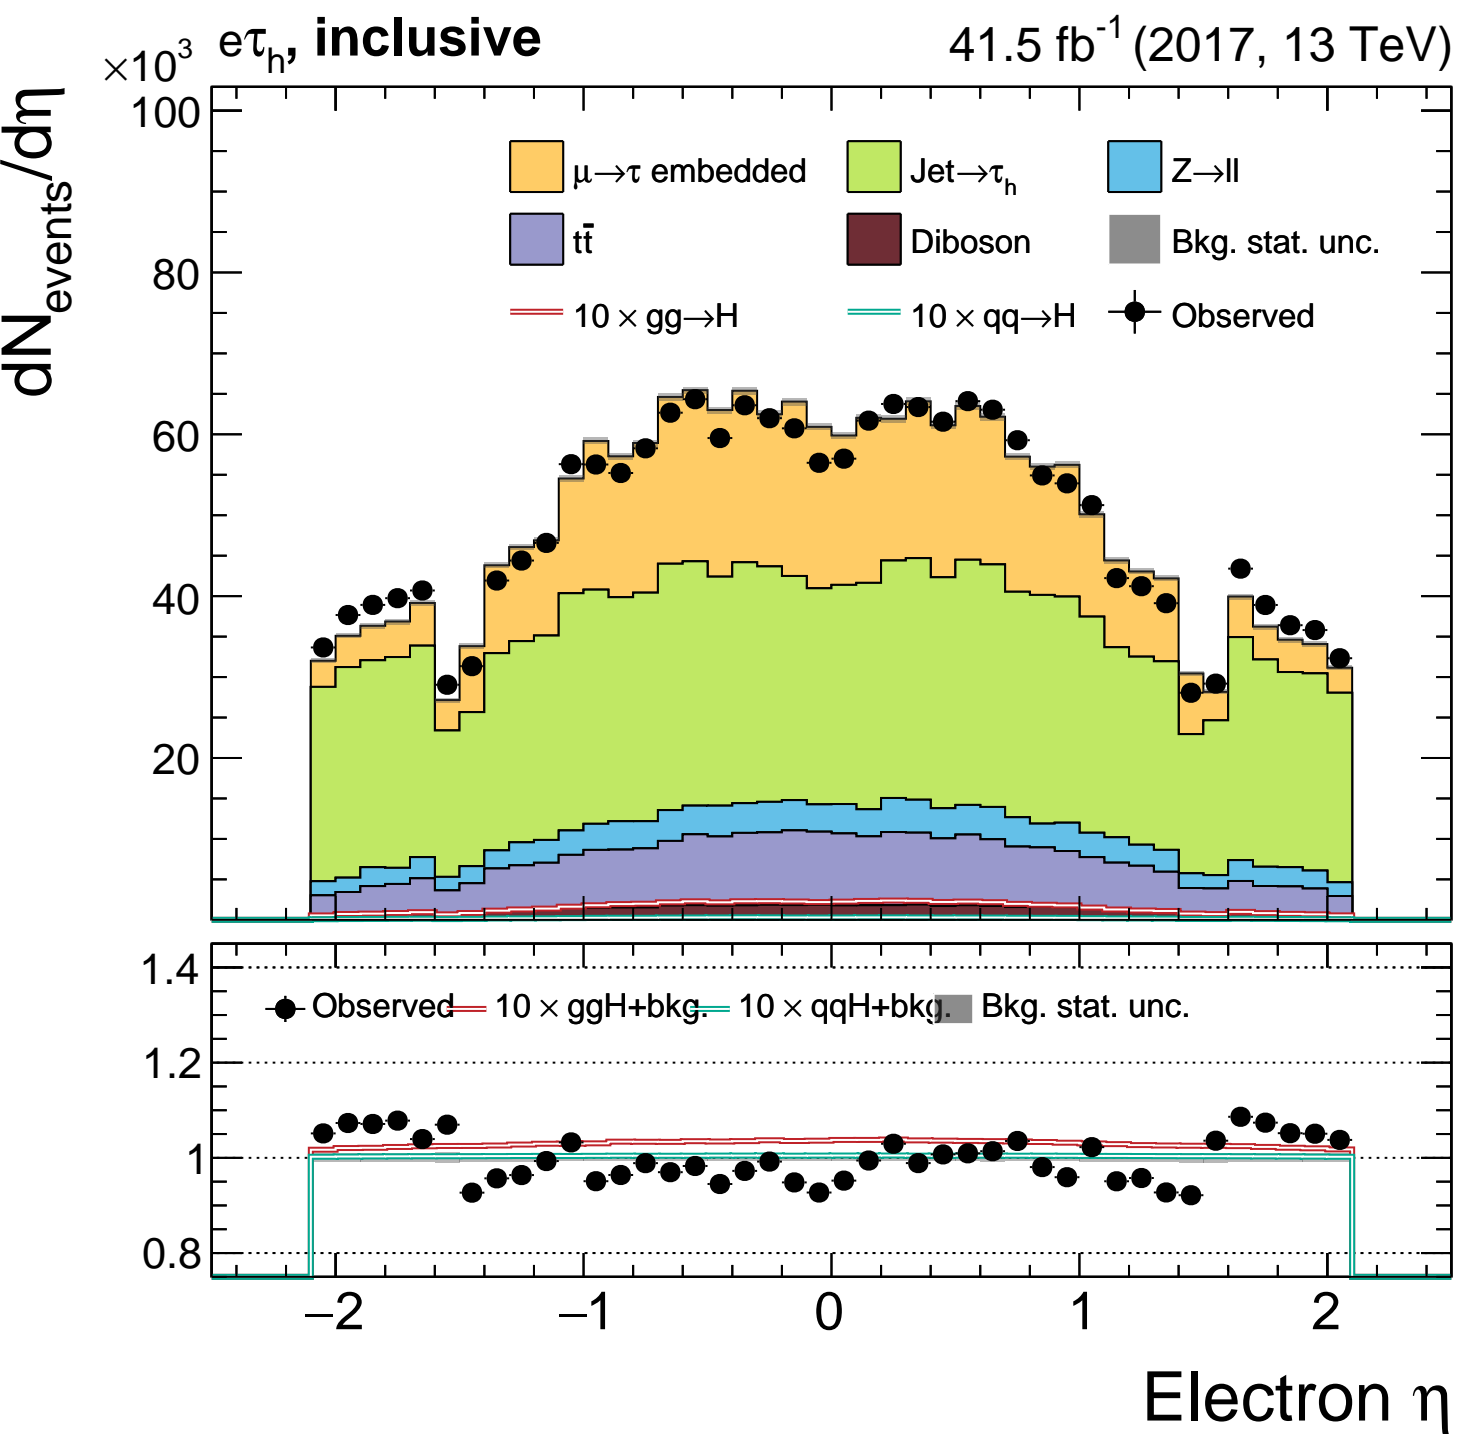 ×10³ eτₕ, inclusive 41.5 fb⁻¹ (2017, 13 TeV)
dN_events/dη
100
80
60
40
20
μ→τ embedded Jet→τₕ Z→ll
tt̄ Diboson Bkg. stat. unc.
10 × gg→H 10 × qq→H Observed
1.4
1.2
1
0.8
Observed 10 × ggH+bkg. 10 × qqH+bkg. Bkg. stat. unc.
−2 −1 0 1 2
Electron η